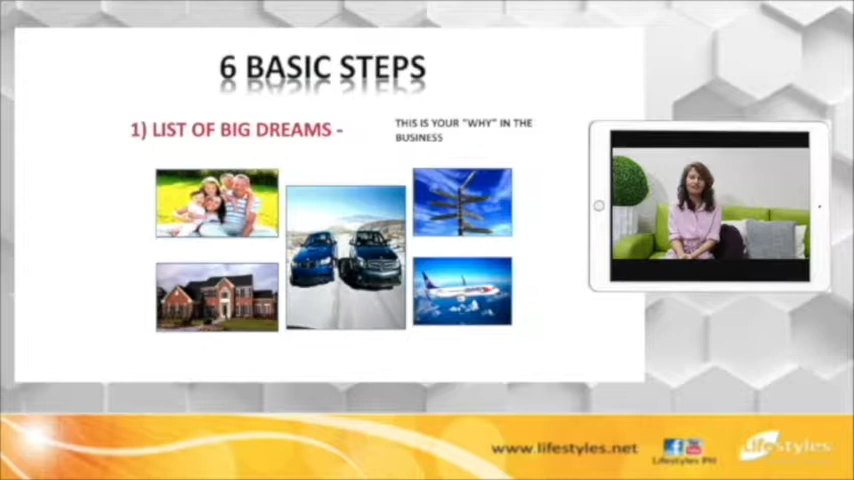 6 BASIC STEPS
1) LIST OF BIG DREAMS -
THIS IS YOUR "WHY" IN THE
BUSINESS
www.lifestyles.net
Lifestyles PH
lifestyles